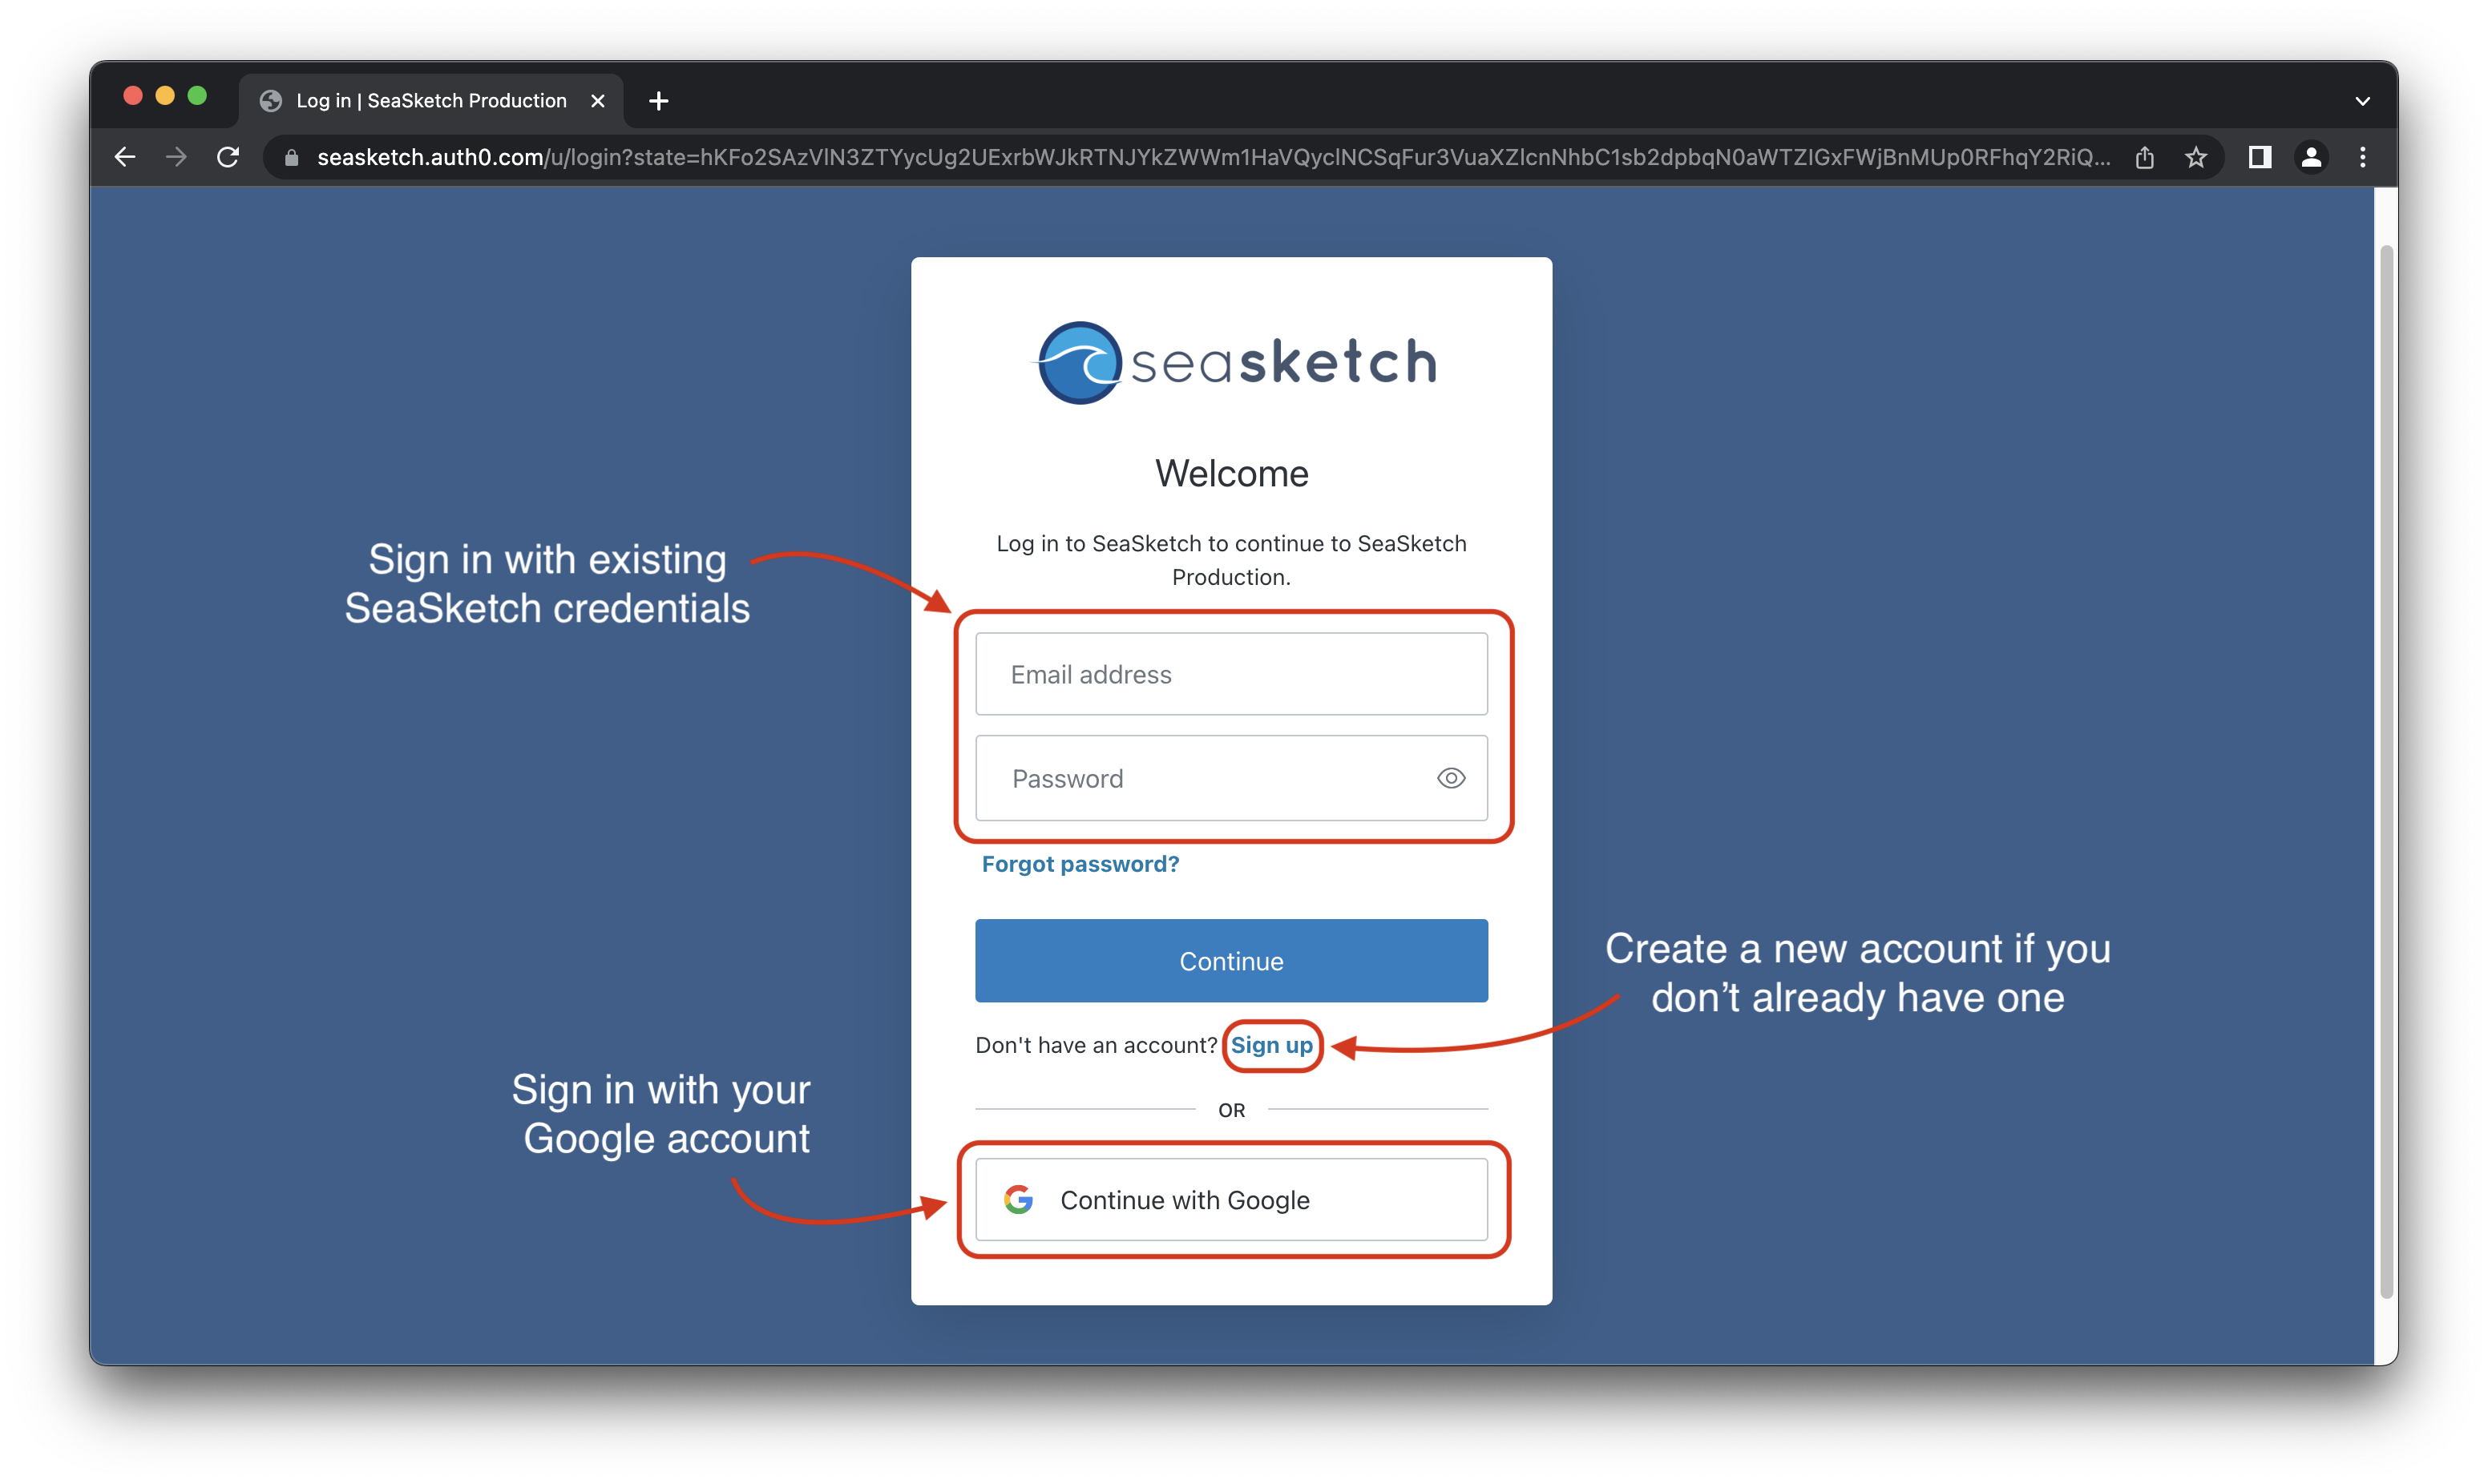 Log in | SeaSketch Production
seasketch.auth0.com/u/login?state=hKFo2SAzVlN3ZTYycUg2UExrbWJkRTNJYkZWWm1HaVQyclNCSqFur3VuaXZlcnNhbC1sb2dpbqN0aWTZIGxFWjBnMUp0RFhqY2RiQ...
seasketch
Welcome
Log in to SeaSketch to continue to SeaSketch
Production.
Sign in with existing
SeaSketch credentials
Email address
Password
Forgot password?
Continue
Create a new account if you
don’t already have one
Don't have an account? Sign up
Sign in with your
Google account
OR
Continue with Google